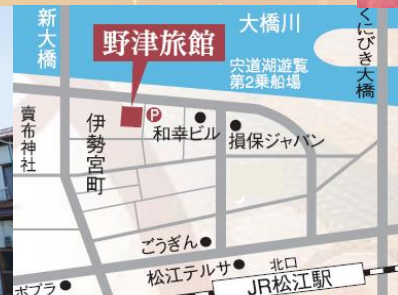 新大橋
大橋川
くにびき大橋
野津旅館
宍道湖遊覧
第2乗船場
賣布神社
伊勢宮町
P
和幸ビル
損保ジャパン
ごうぎん
松江テルサ
北口
JR松江駅
ポプラ